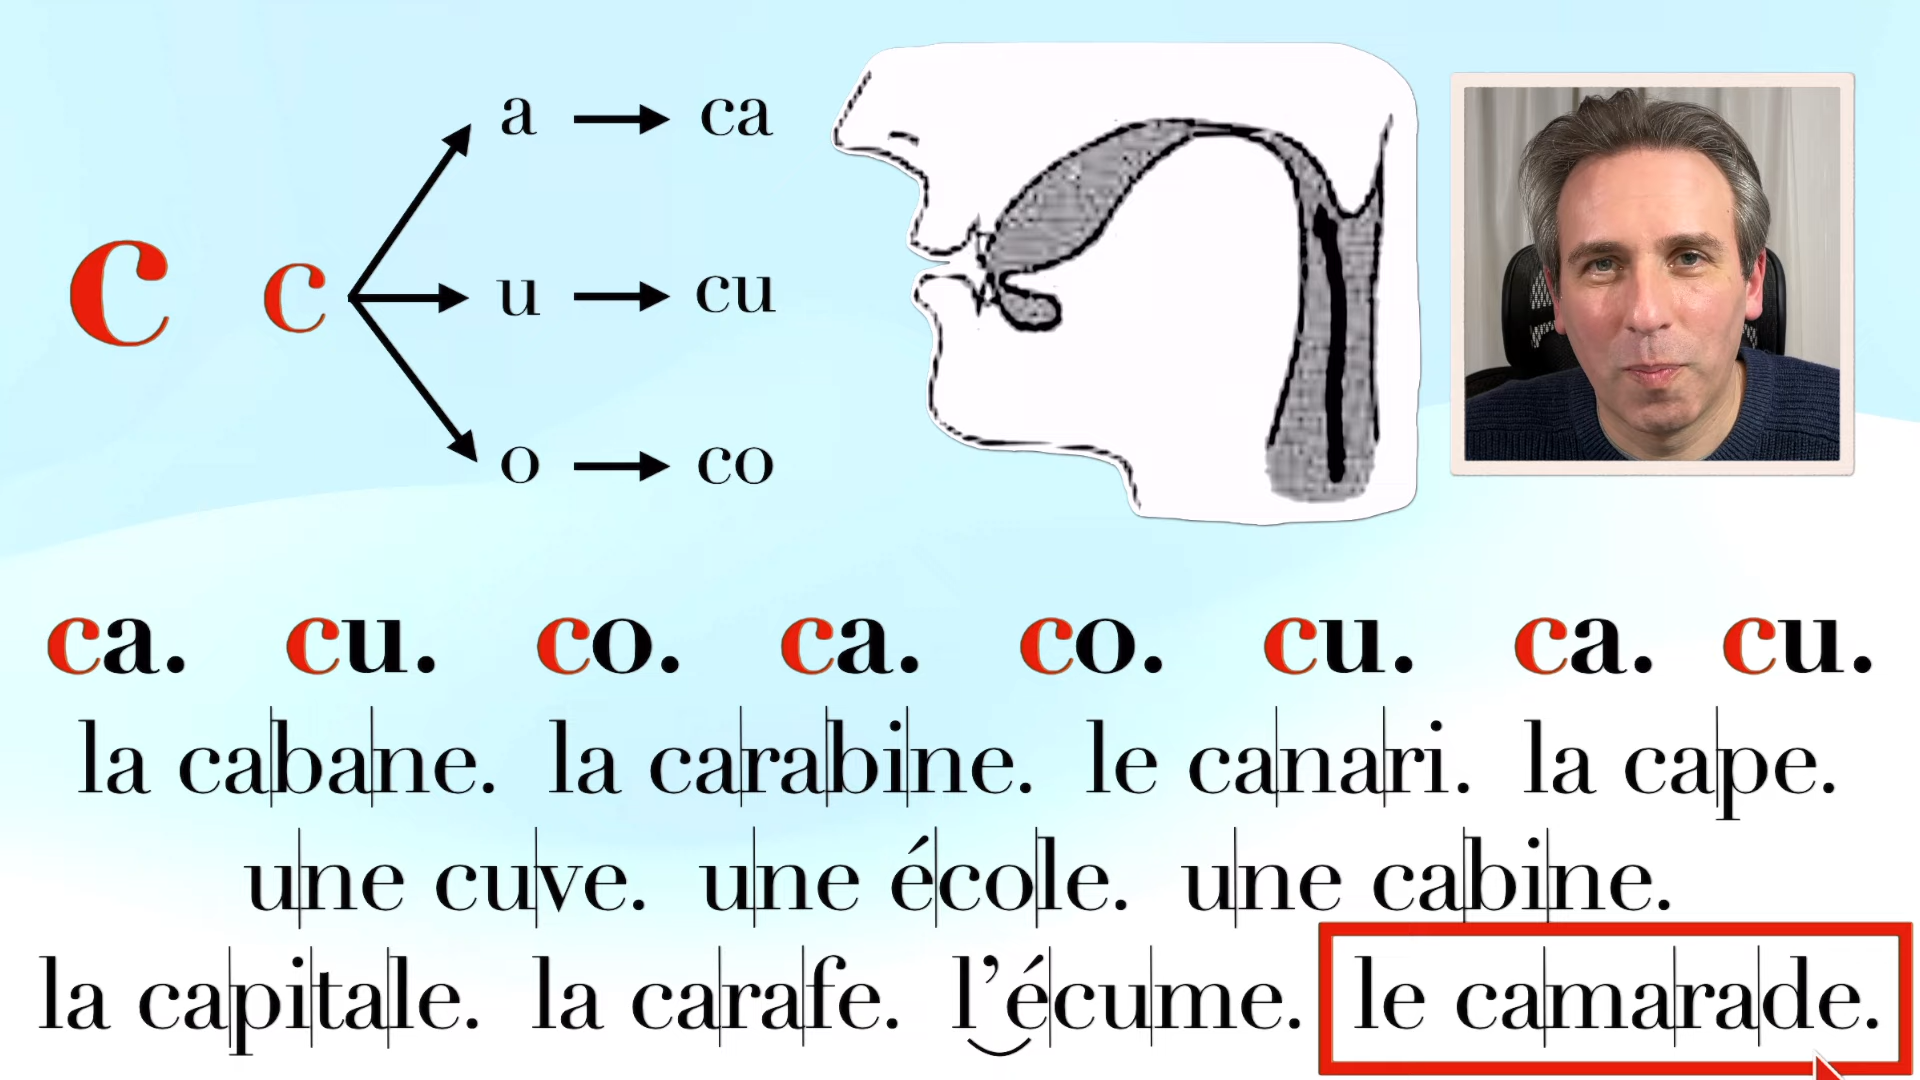 a ca
c c u cu
o co
ca. cu. co. ca. co. cu. ca. cu.
la cabane. la carabine. le canari. la cape.
une cuve. une école. une cabine.
la capitale. la carafe. l’écume. le camarade.